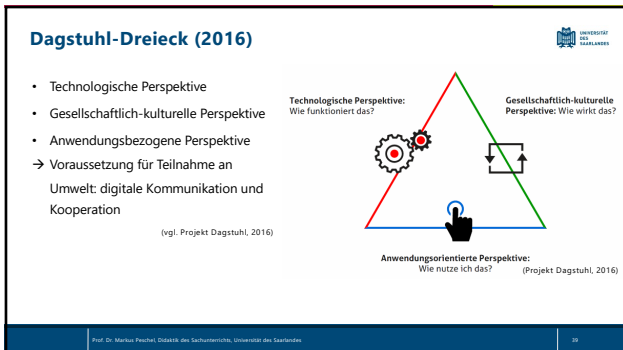 Dagstuhl-Dreieck (2016)
UNIVERSITÄT
DES
SAARLANDES
• Technologische Perspektive
• Gesellschaftlich-kulturelle Perspektive
• Anwendungsbezogene Perspektive
→ Voraussetzung für Teilnahme an
Umwelt: digitale Kommunikation und
Kooperation
(vgl. Projekt Dagstuhl, 2016)
Technologische Perspektive:
Wie funktioniert das?
Gesellschaftlich-kulturelle
Perspektive: Wie wirkt das?
Anwendungsorientierte Perspektive:
Wie nutze ich das?
(Projekt Dagstuhl, 2016)
Prof. Dr. Markus Peschel, Didaktik des Sachunterrichts, Universität des Saarlandes
39